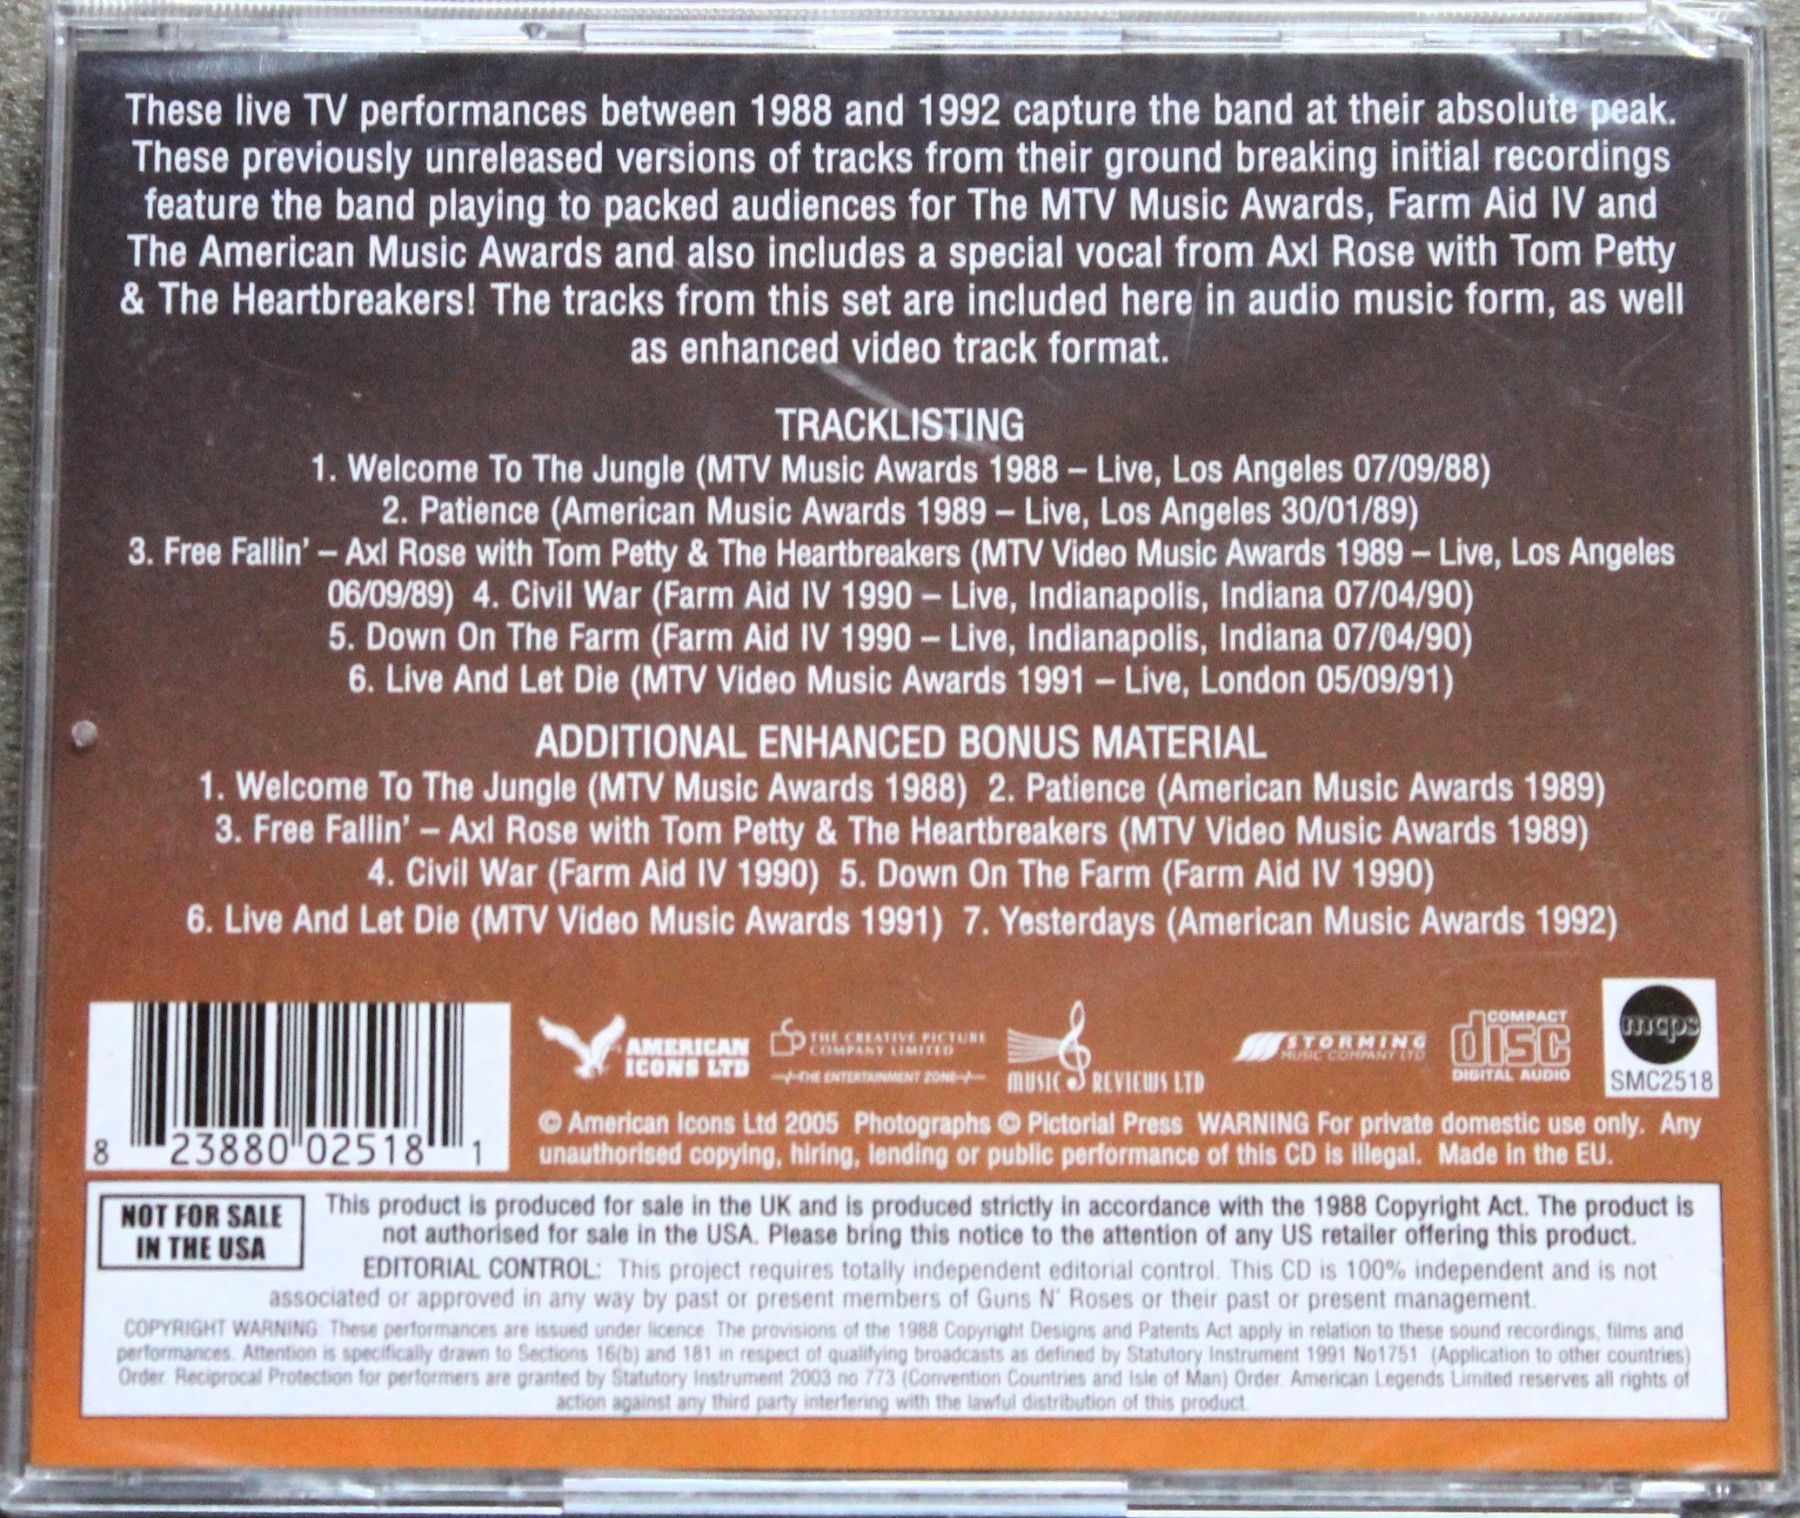 These live TV performances between 1988 and 1992 capture the band at their absolute peak.
These previously unreleased versions of tracks from their ground breaking initial recordings
feature the band playing to packed audiences for The MTV Music Awards, Farm Aid IV and
The American Music Awards and also includes a special vocal from Axl Rose with Tom Petty
& The Heartbreakers! The tracks from this set are included here in audio music form, as well
as enhanced video track format.
TRACKLISTING
1. Welcome To The Jungle (MTV Music Awards 1988 – Live, Los Angeles 07/09/88)
2. Patience (American Music Awards 1989 – Live, Los Angeles 30/01/89)
3. Free Fallin' – Axl Rose with Tom Petty & The Heartbreakers (MTV Video Music Awards 1989 – Live, Los Angeles
06/09/89) 4. Civil War (Farm Aid IV 1990 – Live, Indianapolis, Indiana 07/04/90)
5. Down On The Farm (Farm Aid IV 1990 – Live, Indianapolis, Indiana 07/04/90)
6. Live And Let Die (MTV Video Music Awards 1991 – Live, London 05/09/91)
ADDITIONAL ENHANCED BONUS MATERIAL
1. Welcome To The Jungle (MTV Music Awards 1988) 2. Patience (American Music Awards 1989)
3. Free Fallin' – Axl Rose with Tom Petty & The Heartbreakers (MTV Video Music Awards 1989)
4. Civil War (Farm Aid IV 1990) 5. Down On The Farm (Farm Aid IV 1990)
6. Live And Let Die (MTV Video Music Awards 1991) 7. Yesterdays (American Music Awards 1992)
8 23880 02518 1
AMERICAN
ICONS LTD
THE CREATIVE PICTURE
COMPANY LIMITED
THE ENTERTAINMENT ZONE
MUSIC REVIEWS LTD
STORMING
MUSIC COMPANY LTD
COMPACT
disc
DIGITAL AUDIO
mcps
SMC2518
© American Icons Ltd 2005 Photographs © Pictorial Press WARNING For private domestic use only. Any
unauthorised copying, hiring, lending or public performance of this CD is illegal. Made in the EU.
NOT FOR SALE
IN THE USA
This product is produced for sale in the UK and is produced strictly in accordance with the 1988 Copyright Act. The product is
not authorised for sale in the USA. Please bring this notice to the attention of any US retailer offering this product.
EDITORIAL CONTROL: This project requires totally independent editorial control. This CD is 100% independent and is not
associated or approved in any way by past or present members of Guns N' Roses or their past or present management.
COPYRIGHT WARNING: These performances are issued under licence. The provisions of the 1988 Copyright Designs and Patents Act apply in relation to these sound recordings, films and
performances. Attention is specifically drawn to Sections 16(b) and 181 in respect of qualifying broadcasts as defined by Statutory Instrument 1991 No1751 (Application to other countries)
Order. Reciprocal Protection for performers are granted by Statutory Instrument 2003 no 773 (Convention Countries and Isle of Man) Order. American Legends Limited reserves all rights of
action against any third party interfering with the lawful distribution of this product.